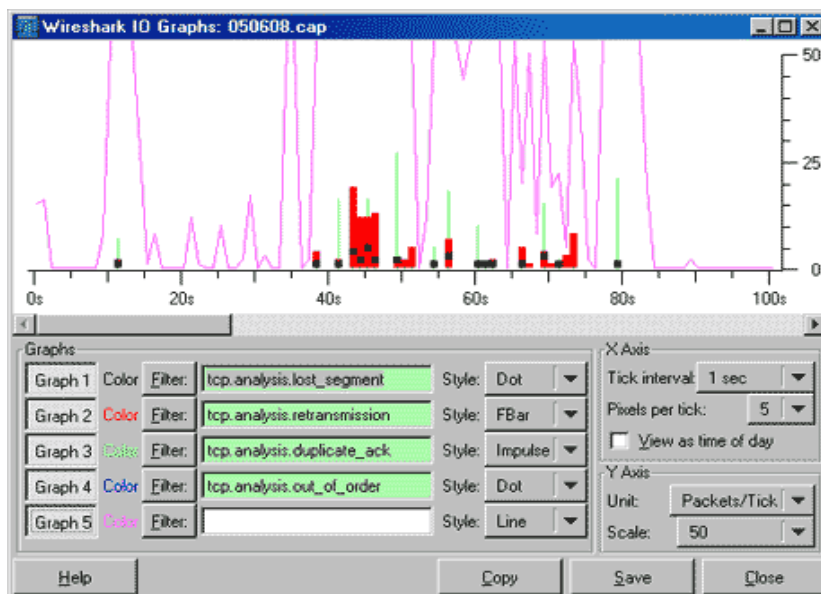 Wireshark IO Graphs: 050608.cap
50
25
0
0s 20s 40s 60s 80s 100s
Graphs
Graph 1 Color Filter: tcp.analysis.lost_segment Style: Dot
Graph 2 Color Filter: tcp.analysis.retransmission Style: FBar
Graph 3 Color Filter: tcp.analysis.duplicate_ack Style: Impulse
Graph 4 Color Filter: tcp.analysis.out_of_order Style: Dot
Graph 5 Color Filter: Style: Line
X Axis
Tick interval: 1 sec
Pixels per tick: 5
View as time of day
Y Axis
Unit: Packets/Tick
Scale: 50
Help Copy Save Close